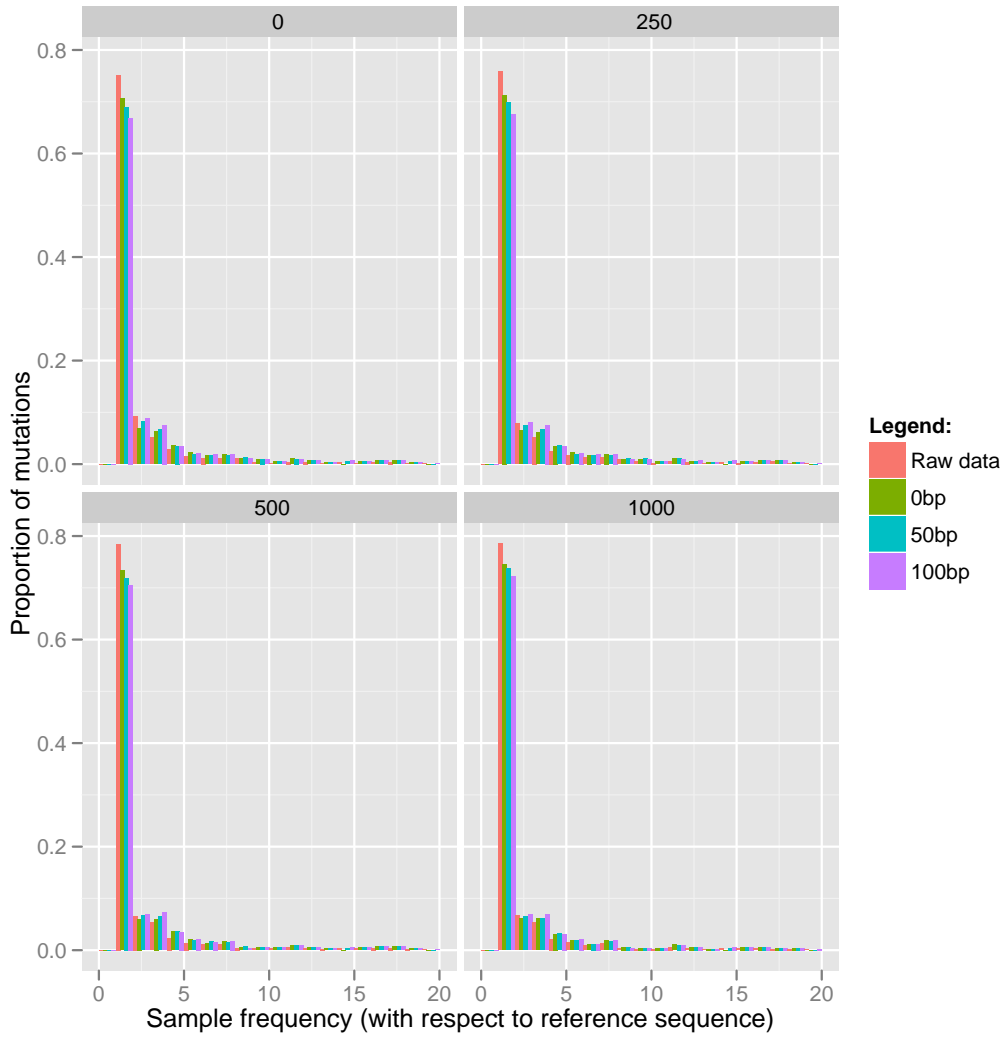 0
250
0.8
0.6
0.4
0.2
0.0
500
1000
0.8
0.6
0.4
0.2
0.0
0 5 10 15 20
0 5 10 15 20
Proportion of mutations
Sample frequency (with respect to reference sequence)
Legend:
Raw data
0bp
50bp
100bp